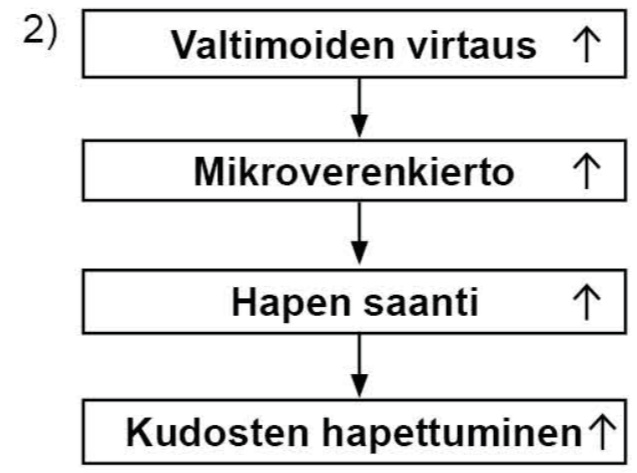 2)
Valtimoiden virtaus ↑
Mikroverenkierto ↑
Hapen saanti ↑
Kudosten hapettuminen ↑